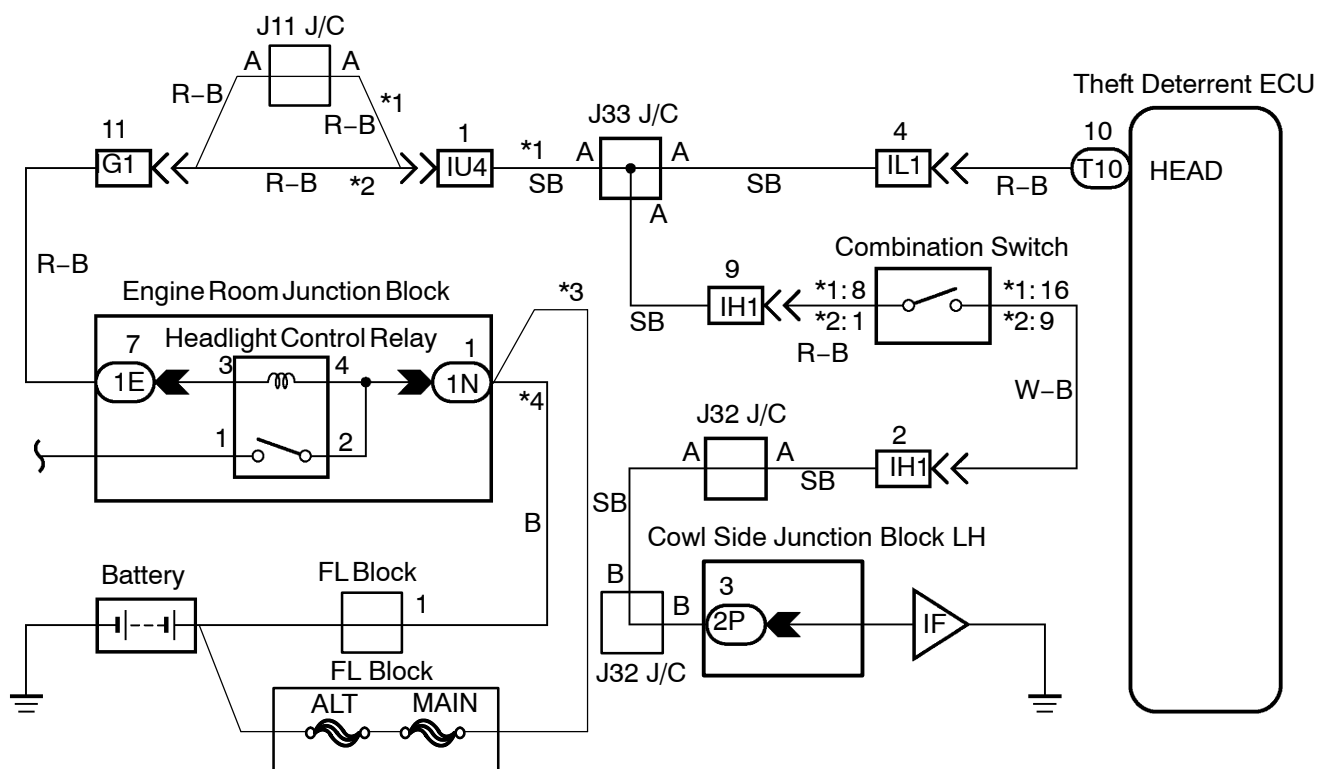 J11 J/C
A
A
R–B
*1
R–B
11
G1
R–B
*2
1
IU4
*1
SB
J33 J/C
A
A
A
SB
4
IL1
R–B
10
T10
Theft Deterrent ECU
HEAD
R–B
Combination Switch
9
IH1
SB
*1: 8
*2: 1
R–B
*1: 16
*2: 9
W–B
Engine Room Junction Block
*3
Headlight Control Relay
7
1E
3
4
1
1N
*4
1
2
J32 J/C
A
A
SB
2
IH1
SB
B
Cowl Side Junction Block LH
B
B
3
2P
IF
J32 J/C
Battery
FL Block
1
FL Block
ALT
MAIN